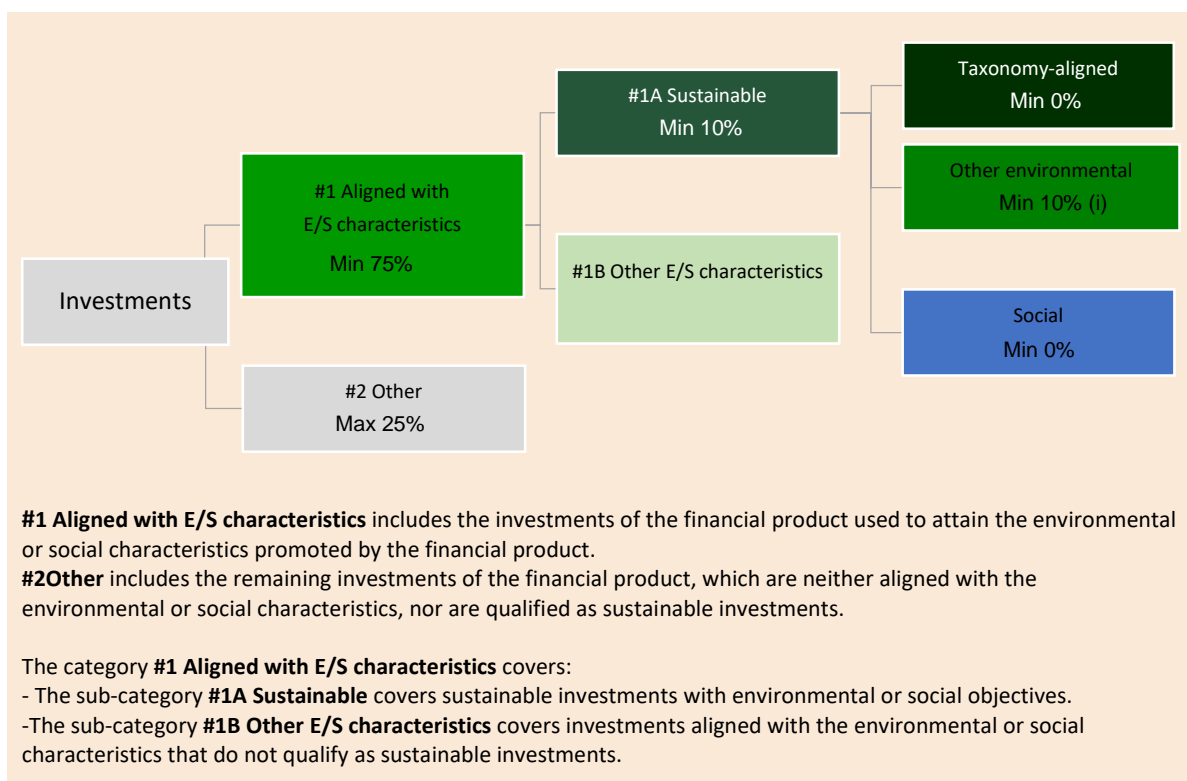 Investments
#1 Aligned with
E/S characteristics
Min 75%
#2 Other
Max 25%
#1A Sustainable
Min 10%
#1B Other E/S characteristics
Taxonomy-aligned
Min 0%
Other environmental
Min 10% (i)
Social
Min 0%
#1 Aligned with E/S characteristics includes the investments of the financial product used to attain the environmental
or social characteristics promoted by the financial product.
#2Other includes the remaining investments of the financial product, which are neither aligned with the
environmental or social characteristics, nor are qualified as sustainable investments.
The category #1 Aligned with E/S characteristics covers:
- The sub-category #1A Sustainable covers sustainable investments with environmental or social objectives.
-The sub-category #1B Other E/S characteristics covers investments aligned with the environmental or social
characteristics that do not qualify as sustainable investments.